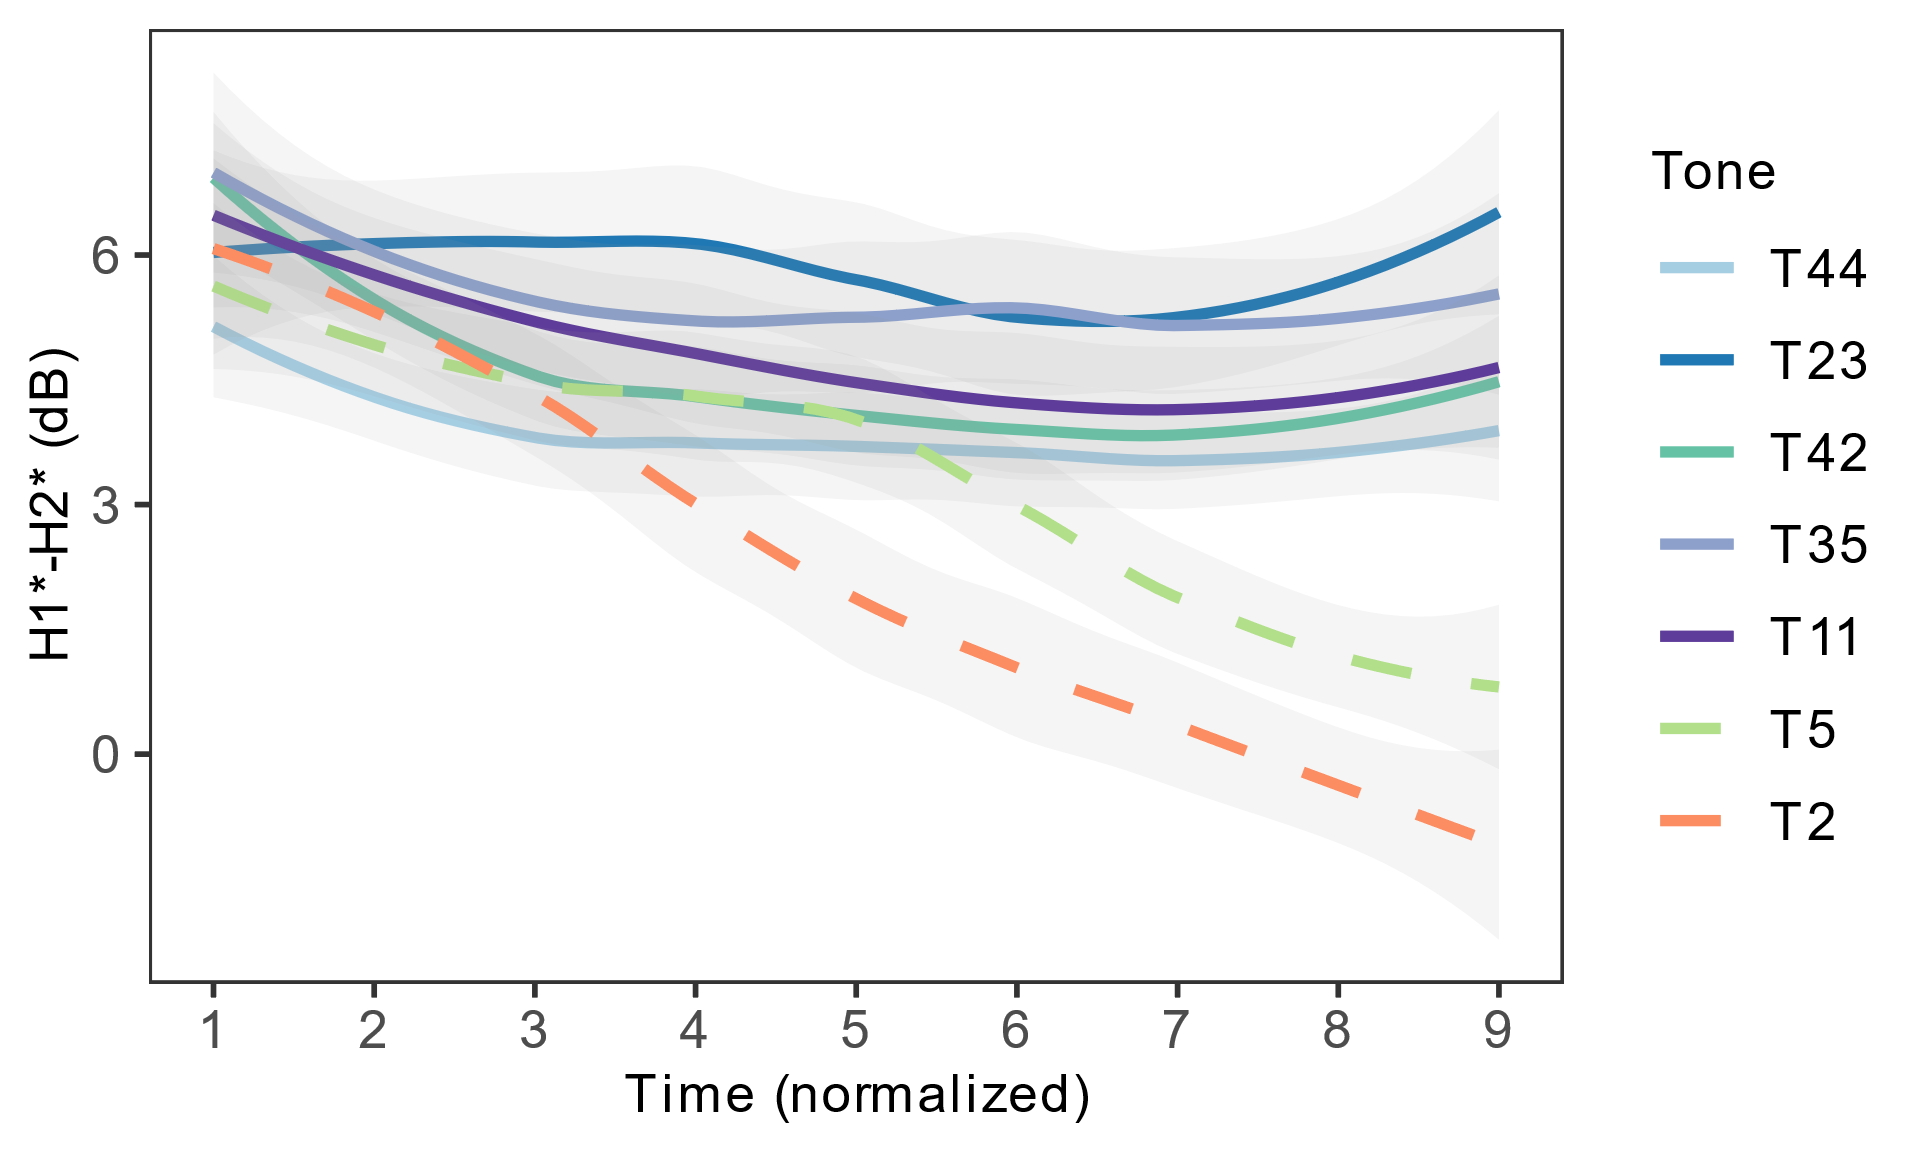 H1*-H2* (dB)
6
3
0
1 2 3 4 5 6 7 8 9
Time (normalized)
Tone
T44
T23
T42
T35
T11
T5
T2